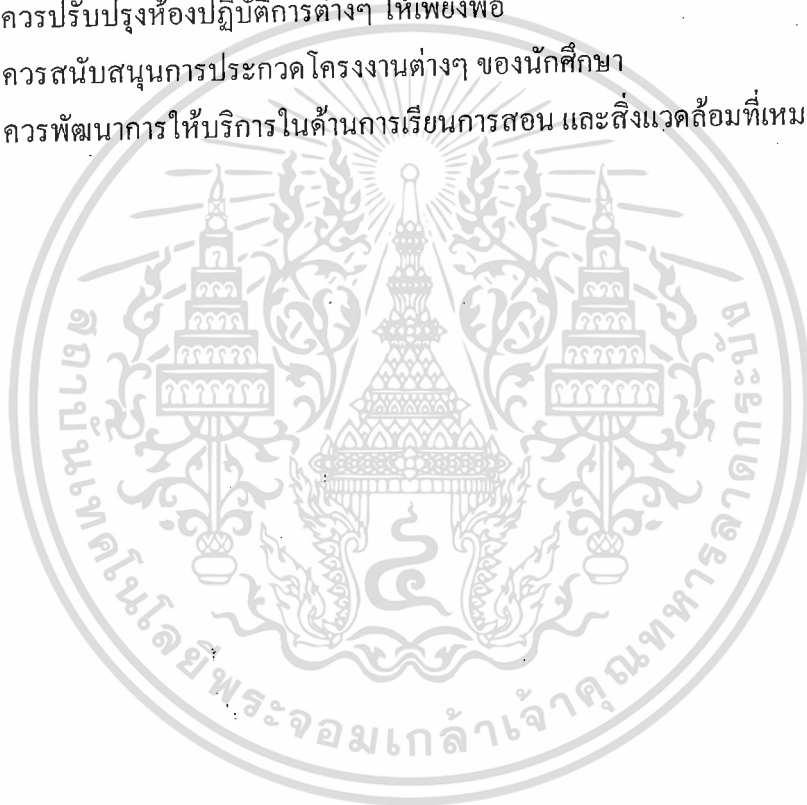 ควรปรับปรุงห้องปฏิบัติการต่างๆ ให้เพียงพอ
ควรสนับสนุนการประกวดโครงงานต่างๆ ของนักศึกษา
ควรพัฒนาการให้บริการในด้านการเรียนการสอน และสิ่งแวดล้อมที่เหม
สถาบันเทคโนโลยีพระจอมเกล้าเจ้าคุณทหารลาดกระบัง
๔